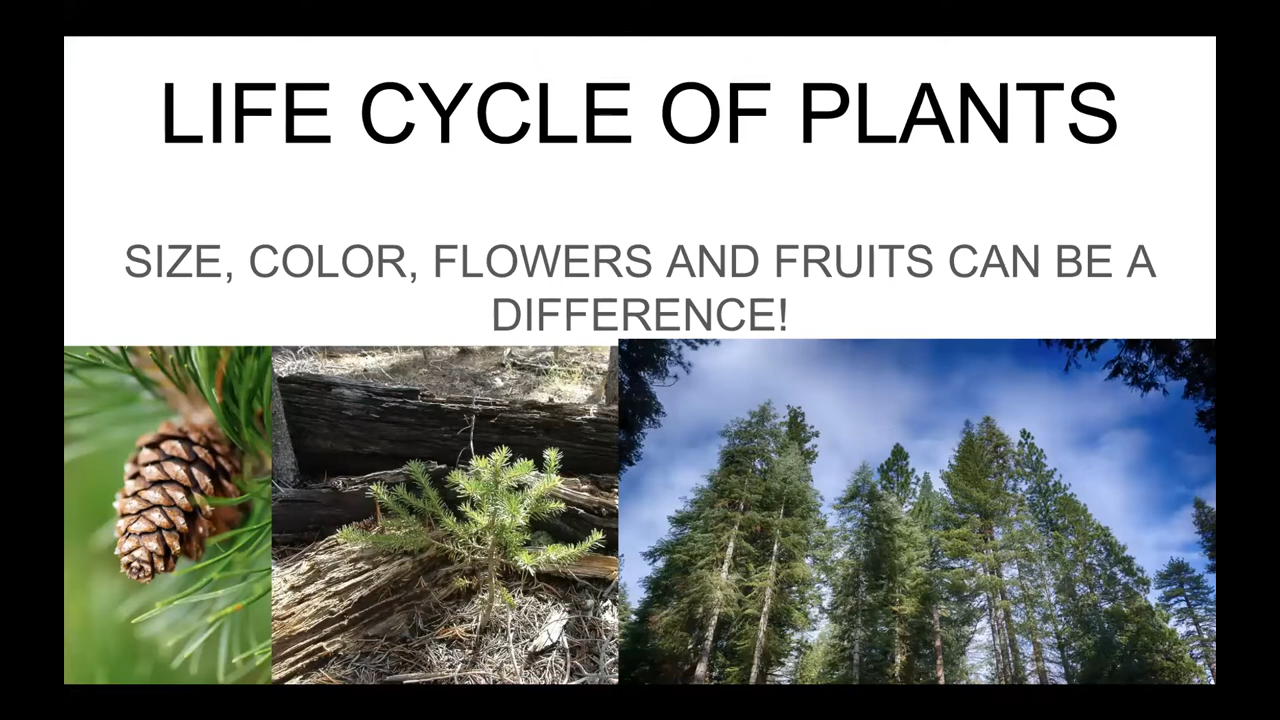 LIFE CYCLE OF PLANTS
SIZE, COLOR, FLOWERS AND FRUITS CAN BE A
DIFFERENCE!